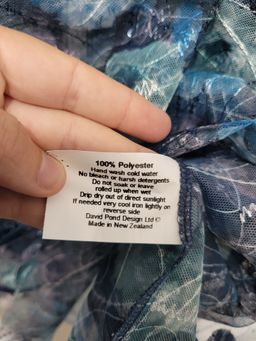 100% Polyester
Hand wash cold water
No bleach or harsh detergents
Do not soak or leave
rolled up when wet
Drip dry out of direct sunlight
If needed very cool iron lightly on
reverse side
David Pond Design Ltd ©
Made in New Zealand